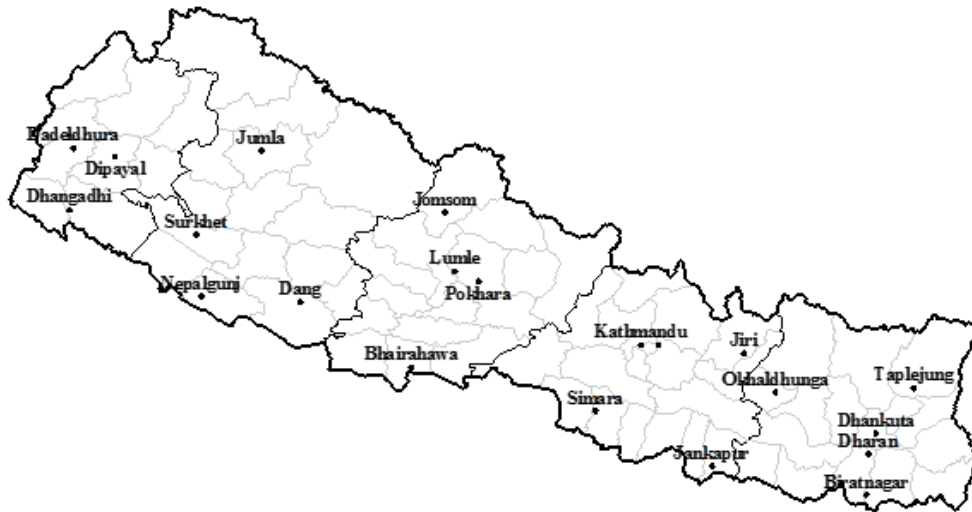 Dadeldhura
Jumla
Dipayal
Dhangadhi
Jomsom
Surkhet
Lumle
Nepalgunj
Dang
Pokhara
Kathmandu
Jiri
Bhairahawa
Okhaldhunga
Taplejung
Simara
Dhankuta
Dharan
Jankapur
Biratnagar